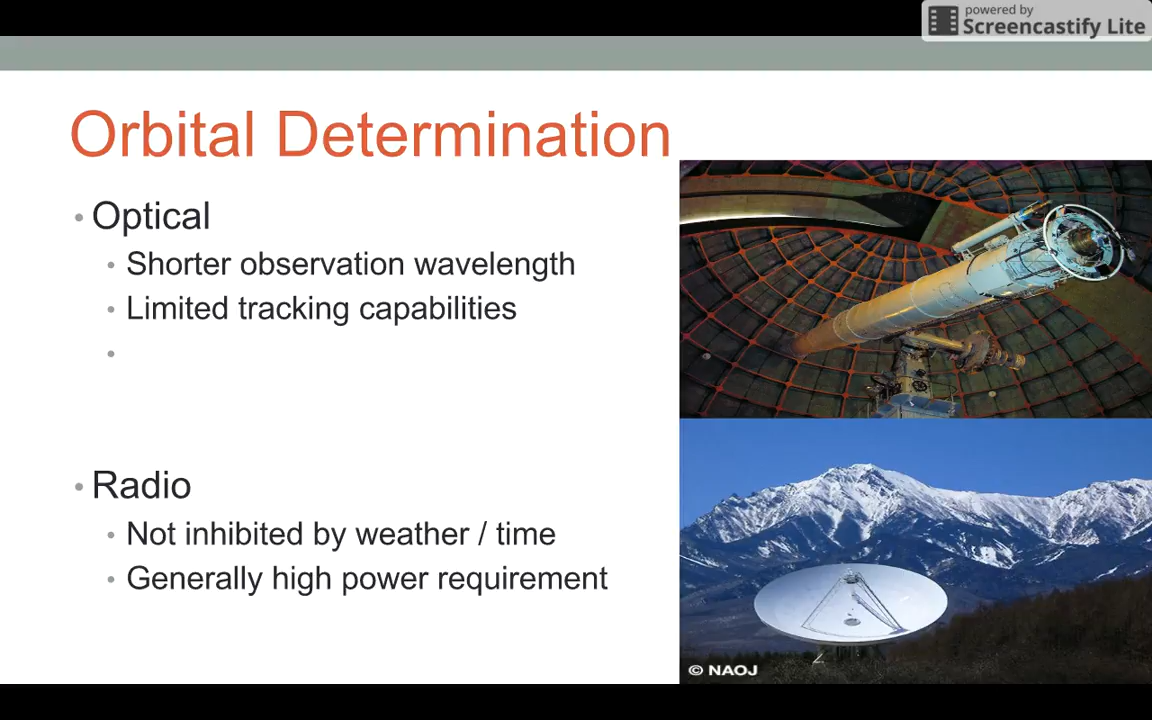 powered by
Screencastify Lite
Orbital Determination
• Optical
• Shorter observation wavelength
• Limited tracking capabilities
•
• Radio
• Not inhibited by weather / time
• Generally high power requirement
© NAOJ